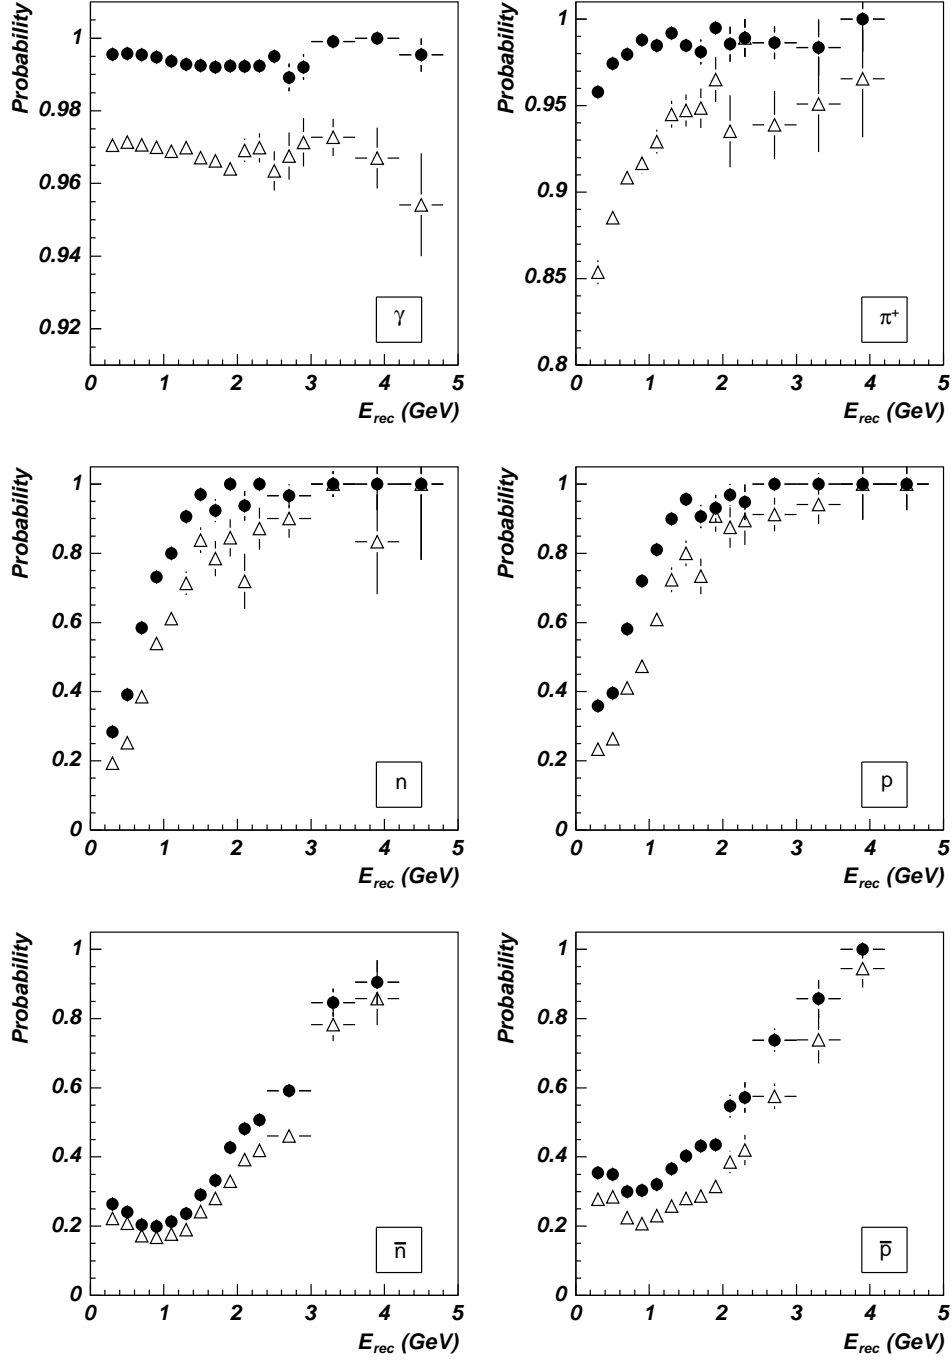 Probability
1
0.98
0.96
0.94
0.92
γ
0 1 2 3 4 5
E_rec (GeV)
Probability
1
0.95
0.9
0.85
0.8
π⁺
0 1 2 3 4 5
E_rec (GeV)
Probability
1
0.8
0.6
0.4
0.2
0
n
0 1 2 3 4 5
E_rec (GeV)
Probability
1
0.8
0.6
0.4
0.2
0
p
0 1 2 3 4 5
E_rec (GeV)
Probability
1
0.8
0.6
0.4
0.2
0
n̅
0 1 2 3 4 5
E_rec (GeV)
Probability
1
0.8
0.6
0.4
0.2
0
p̅
0 1 2 3 4 5
E_rec (GeV)